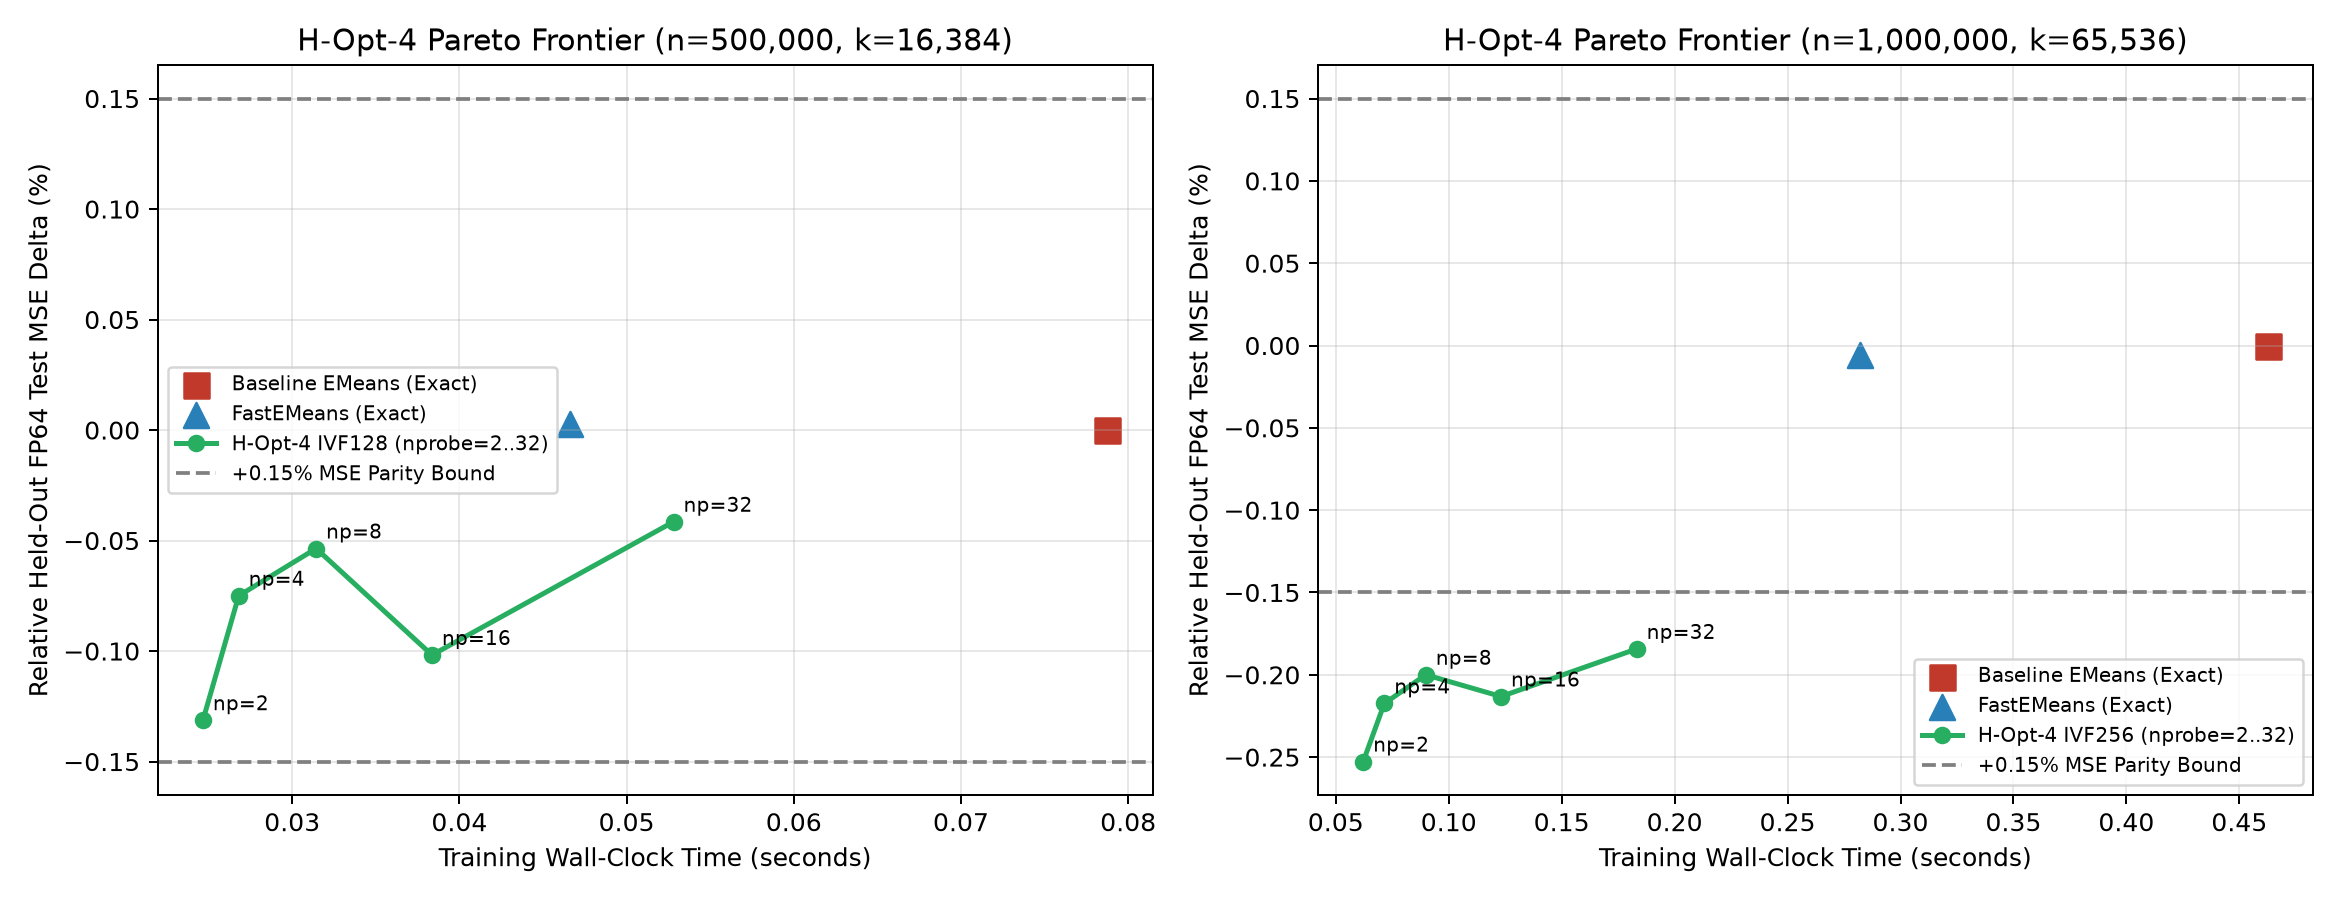 H-Opt-4 Pareto Frontier (n=500,000, k=16,384)
Relative Held-Out FP64 Test MSE Delta (%)
0.15
0.10
0.05
0.00
−0.05
−0.10
−0.15
Baseline EMeans (Exact)
FastEMeans (Exact)
H-Opt-4 IVF128 (nprobe=2..32)
+0.15% MSE Parity Bound
np=2
np=4
np=8
np=16
np=32
0.03
0.04
0.05
0.06
0.07
0.08
Training Wall-Clock Time (seconds)
H-Opt-4 Pareto Frontier (n=1,000,000, k=65,536)
Relative Held-Out FP64 Test MSE Delta (%)
0.15
0.10
0.05
0.00
−0.05
−0.10
−0.15
−0.20
−0.25
np=2
np=4
np=8
np=16
np=32
Baseline EMeans (Exact)
FastEMeans (Exact)
H-Opt-4 IVF256 (nprobe=2..32)
+0.15% MSE Parity Bound
0.05
0.10
0.15
0.20
0.25
0.30
0.35
0.40
0.45
Training Wall-Clock Time (seconds)